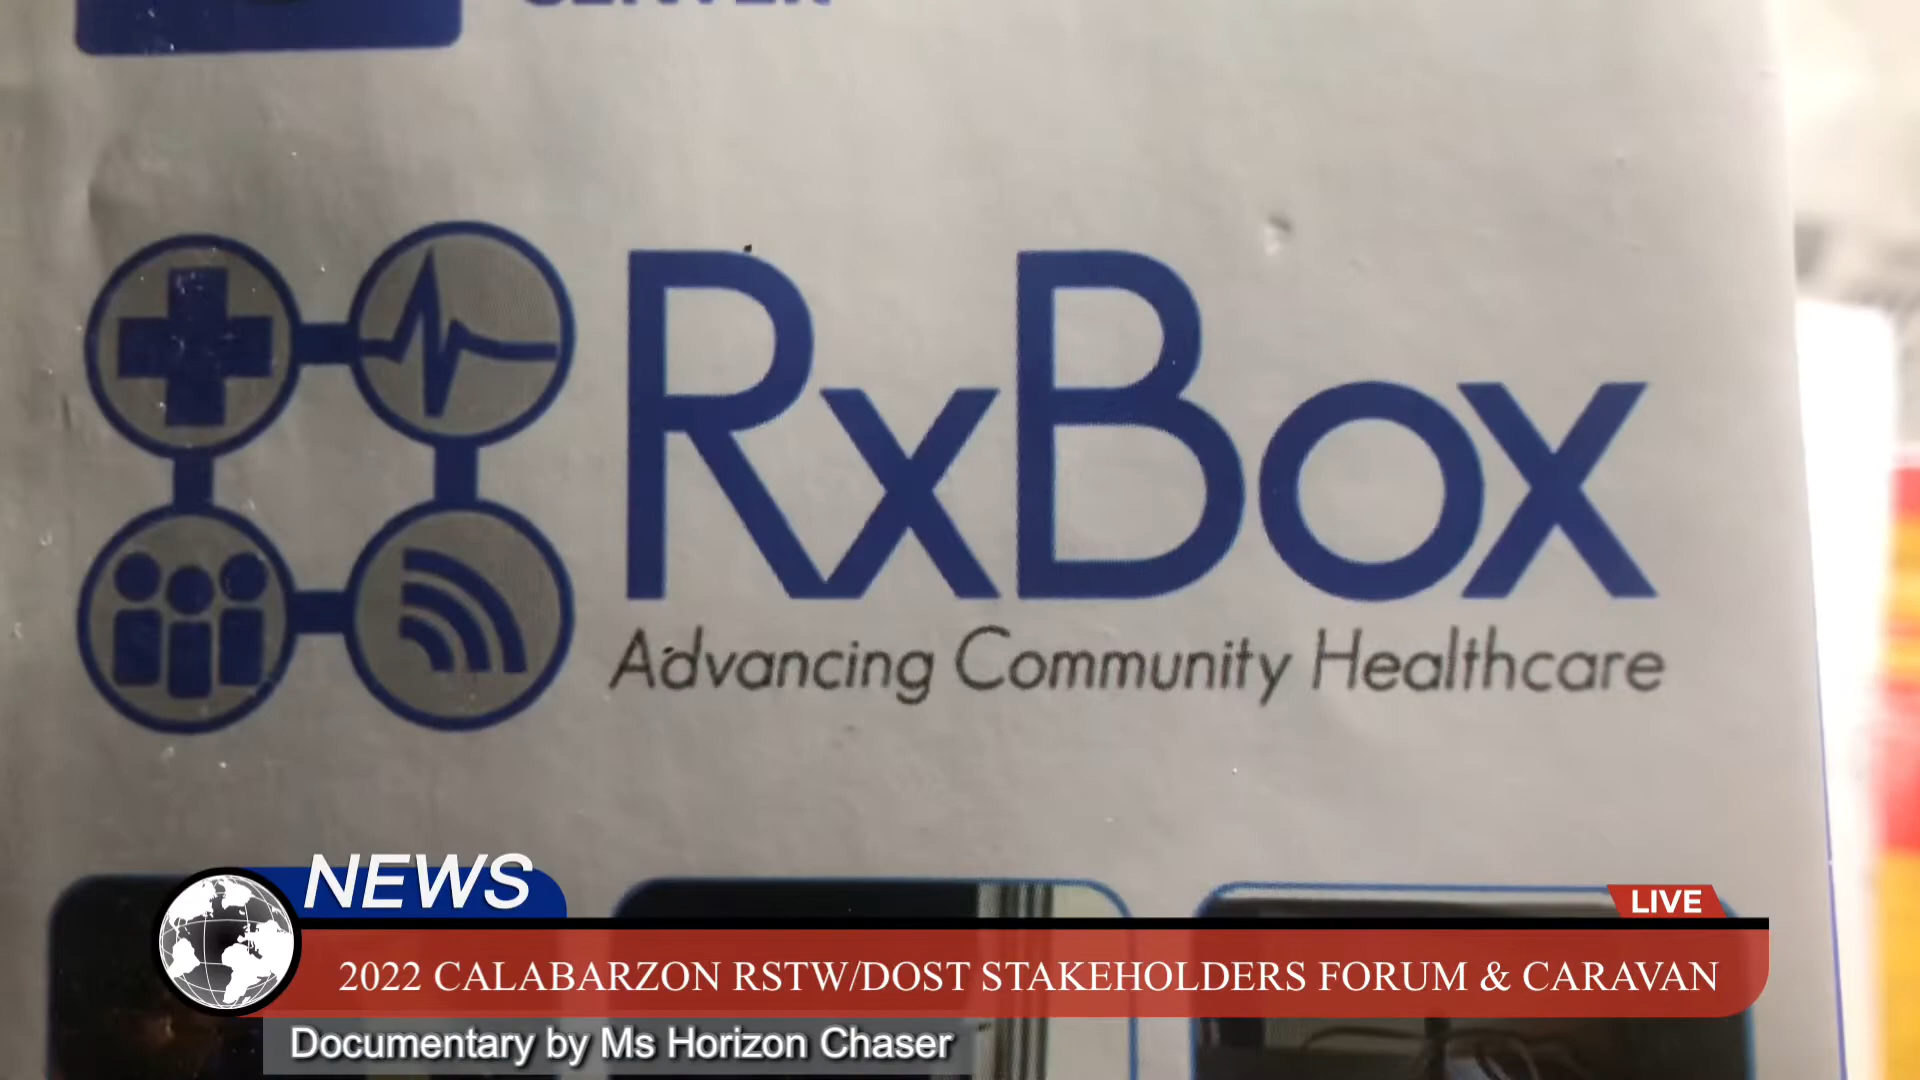 RxBox
Advancing Community Healthcare
NEWS
LIVE
2022 CALABARZON RSTW/DOST STAKEHOLDERS FORUM & CARAVAN
Documentary by Ms Horizon Chaser